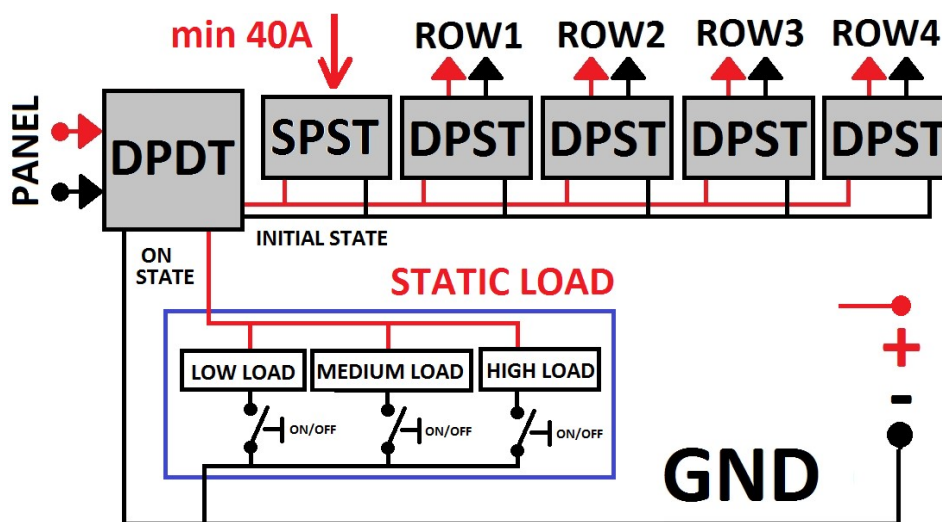 min 40A
ROW1
ROW2
ROW3
ROW4
PANEL
DPDT
SPST
DPST
DPST
DPST
DPST
INITIAL STATE
ON
STATE
STATIC LOAD
LOW LOAD
MEDIUM LOAD
HIGH LOAD
ON/OFF
ON/OFF
ON/OFF
+
-
GND